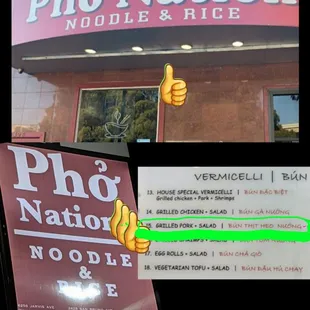 Phở Nation
NOODLE & RICE
Phở
Nation
NOODLE
&
RICE
VERMICELLI | BÚN
13. HOUSE SPECIAL VERMICELLI | BÚN ĐẶC BIỆT
Grilled chicken + Pork + Shrimps
14. GRILLED CHICKEN + SALAD | BÚN GÀ NƯỚNG
15. GRILLED PORK + SALAD | BÚN THỊT HEO NƯỚNG
17. EGG ROLLS + SALAD | BÚN CHẢ GIÒ
18. VEGETARIAN TOFU + SALAD | BÚN ĐẬU HŨ CHAY